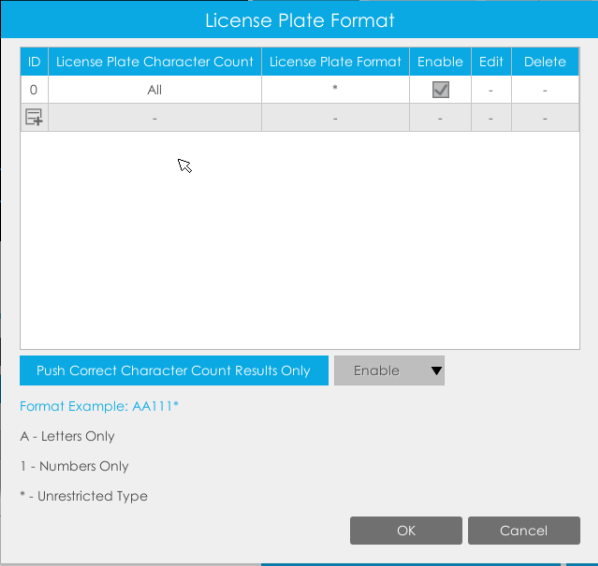 License Plate Format
ID License Plate Character Count License Plate Format Enable Edit Delete
0 All * - -
- - - - -
Push Correct Character Count Results Only Enable
Format Example: AA111*
A - Letters Only
1 - Numbers Only
* - Unrestricted Type
OK Cancel